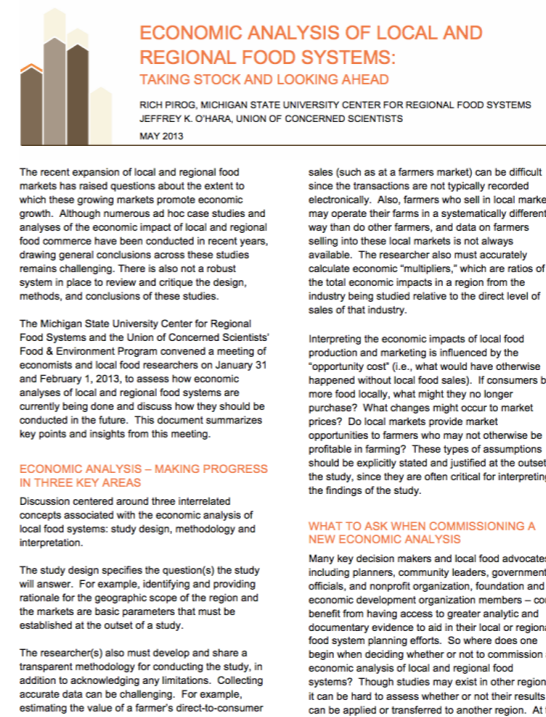 ECONOMIC ANALYSIS OF LOCAL AND
REGIONAL FOOD SYSTEMS:
TAKING STOCK AND LOOKING AHEAD
RICH PIROG, MICHIGAN STATE UNIVERSITY CENTER FOR REGIONAL FOOD SYSTEMS
JEFFREY K. O'HARA, UNION OF CONCERNED SCIENTISTS
MAY 2013
The recent expansion of local and regional food
markets has raised questions about the extent to
which these growing markets promote economic
growth. Although numerous ad hoc case studies and
analyses of the economic impact of local and regional
food commerce have been conducted in recent years,
drawing general conclusions across these studies
remains challenging. There is also not a robust
system in place to review and critique the design,
methods, and conclusions of these studies.
The Michigan State University Center for Regional
Food Systems and the Union of Concerned Scientists'
Food & Environment Program convened a meeting of
economists and local food researchers on January 31
and February 1, 2013, to assess how economic
analyses of local and regional food systems are
currently being done and discuss how they should be
conducted in the future. This document summarizes
key points and insights from this meeting.
ECONOMIC ANALYSIS – MAKING PROGRESS
IN THREE KEY AREAS
Discussion centered around three interrelated
concepts associated with the economic analysis of
local food systems: study design, methodology and
interpretation.
The study design specifies the question(s) the study
will answer. For example, identifying and providing
rationale for the geographic scope of the region and
the markets are basic parameters that must be
established at the outset of a study.
The researcher(s) also must develop and share a
transparent methodology for conducting the study, in
addition to acknowledging any limitations. Collecting
accurate data can be challenging. For example,
estimating the value of a farmer's direct-to-consumer
sales (such as at a farmers market) can be difficult
since the transactions are not typically recorded
electronically. Also, farmers who sell in local marke
may operate their farms in a systematically different
way than do other farmers, and data on farmers
selling into these local markets is not always
available. The researcher also must accurately
calculate economic "multipliers," which are ratios of
the total economic impacts in a region from the
industry being studied relative to the direct level of
sales of that industry.
Interpreting the economic impacts of local food
production and marketing is influenced by the
"opportunity cost" (i.e., what would have otherwise
happened without local food sales). If consumers b
more food locally, what might they no longer
purchase? What changes might occur to market
prices? Do local markets provide market
opportunities to farmers who may not otherwise be
profitable in farming? These types of assumptions
should be explicitly stated and justified at the outset
the study, since they are often critical for interpreting
the findings of the study.
WHAT TO ASK WHEN COMMISSIONING A
NEW ECONOMIC ANALYSIS
Many key decision makers and local food advocates
including planners, community leaders, government
officials, and nonprofit organization, foundation and
economic development organization members – co
benefit from having access to greater analytic and
documentary evidence to aid in their local or regiona
food system planning efforts. So where does one
begin when deciding whether or not to commission
economic analysis of local and regional food
systems? Though studies may exist in other region
it can be hard to assess whether or not their results
can be applied or transferred to another region. At